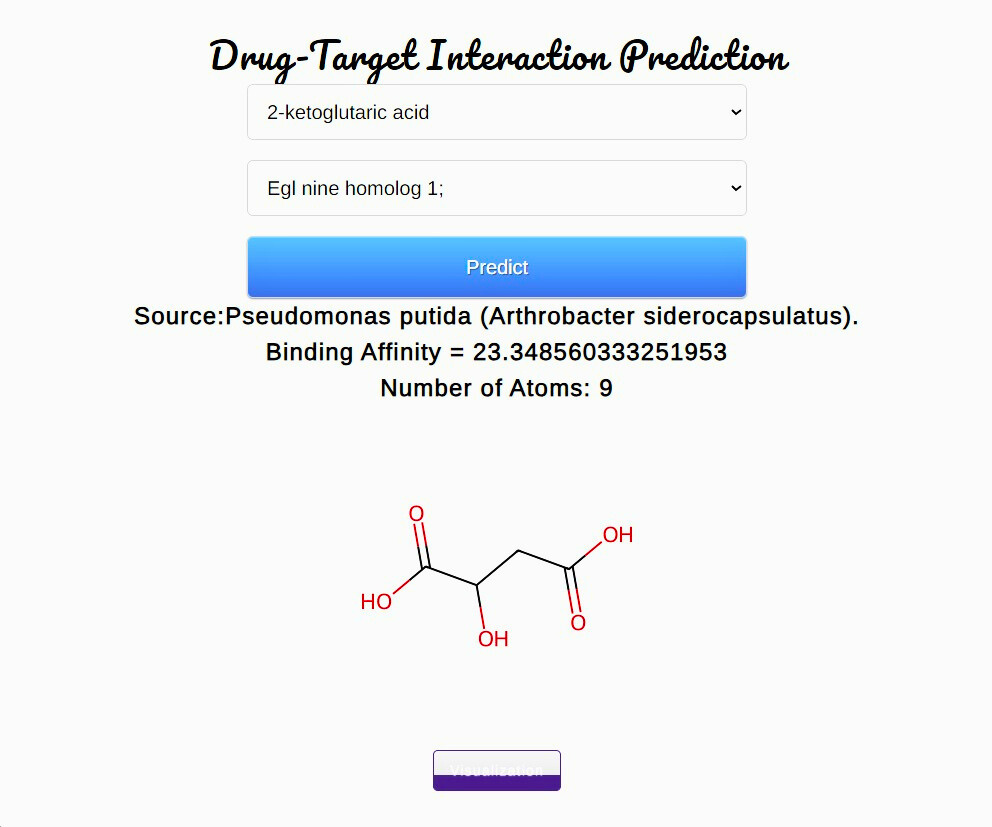 Drug-Target Interaction Prediction
2-ketoglutaric acid
Egl nine homolog 1;
Predict
Source:Pseudomonas putida (Arthrobacter siderocapsulatus).
Binding Affinity = 23.348560333251953
Number of Atoms: 9
O
OH
HO
O
OH
Visualization